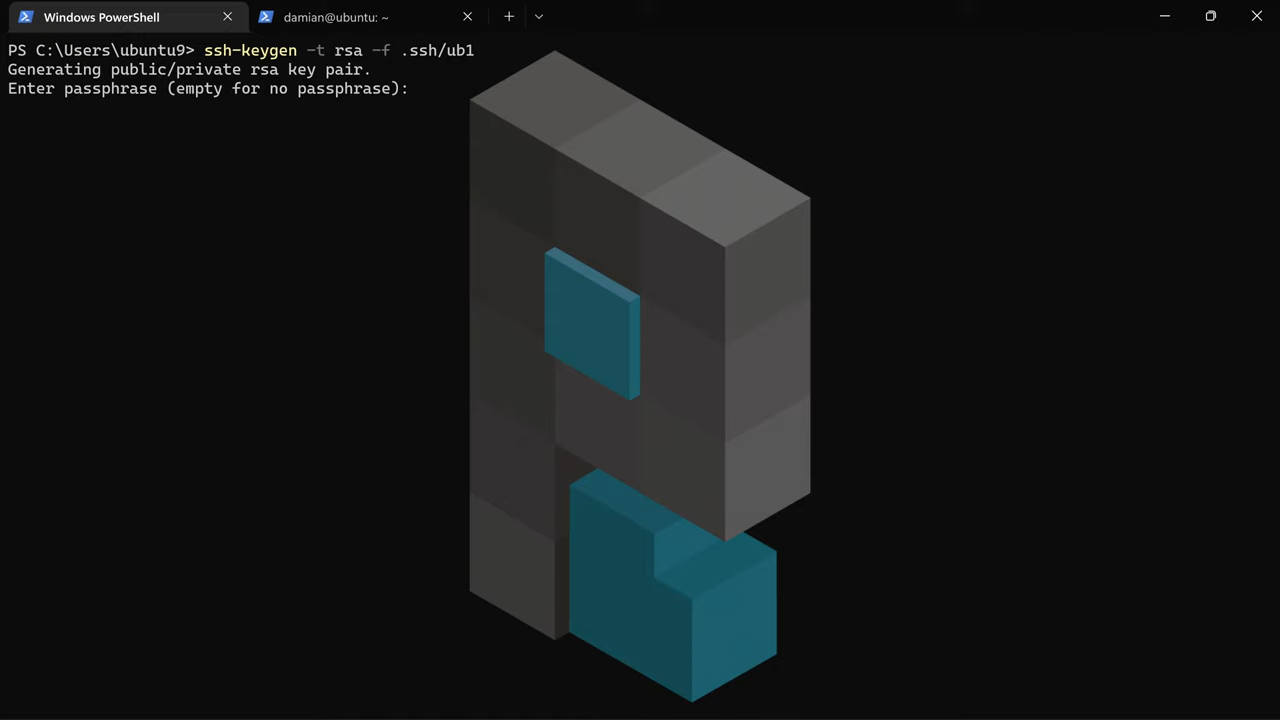 Windows PowerShell
damian@ubuntu: ~
PS C:\Users\ubuntu9> ssh-keygen -t rsa -f .ssh/ub1
Generating public/private rsa key pair.
Enter passphrase (empty for no passphrase):